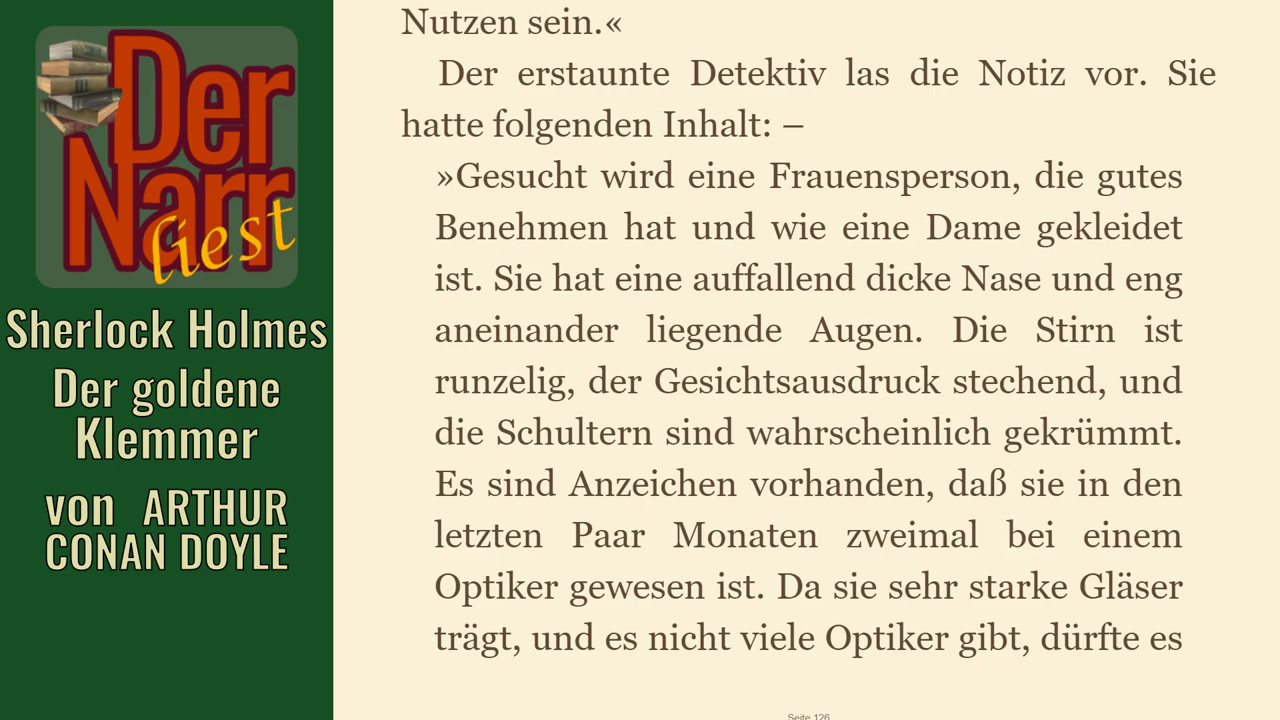 Der
Narr
liest
Sherlock Holmes
Der goldene
Klemmer
von ARTHUR
CONAN DOYLE
Nutzen sein.«
Der erstaunte Detektiv las die Notiz vor. Sie
hatte folgenden Inhalt: –
»Gesucht wird eine Frauensperson, die gutes
Benehmen hat und wie eine Dame gekleidet
ist. Sie hat eine auffallend dicke Nase und eng
aneinander liegende Augen. Die Stirn ist
runzelig, der Gesichtsausdruck stechend, und
die Schultern sind wahrscheinlich gekrümmt.
Es sind Anzeichen vorhanden, daß sie in den
letzten Paar Monaten zweimal bei einem
Optiker gewesen ist. Da sie sehr starke Gläser
trägt, und es nicht viele Optiker gibt, dürfte es
Seite 126